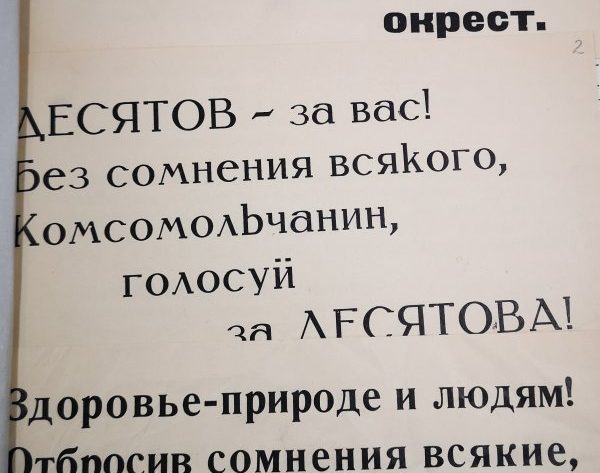 окрест.
2
ДЕСЯТОВ - за вас!
Без сомнения всякого,
Комсомольчанин,
голосуй
за ДЕСЯТОВА!
Здоровье-природе и людям!
Отбросив сомнения всякие,